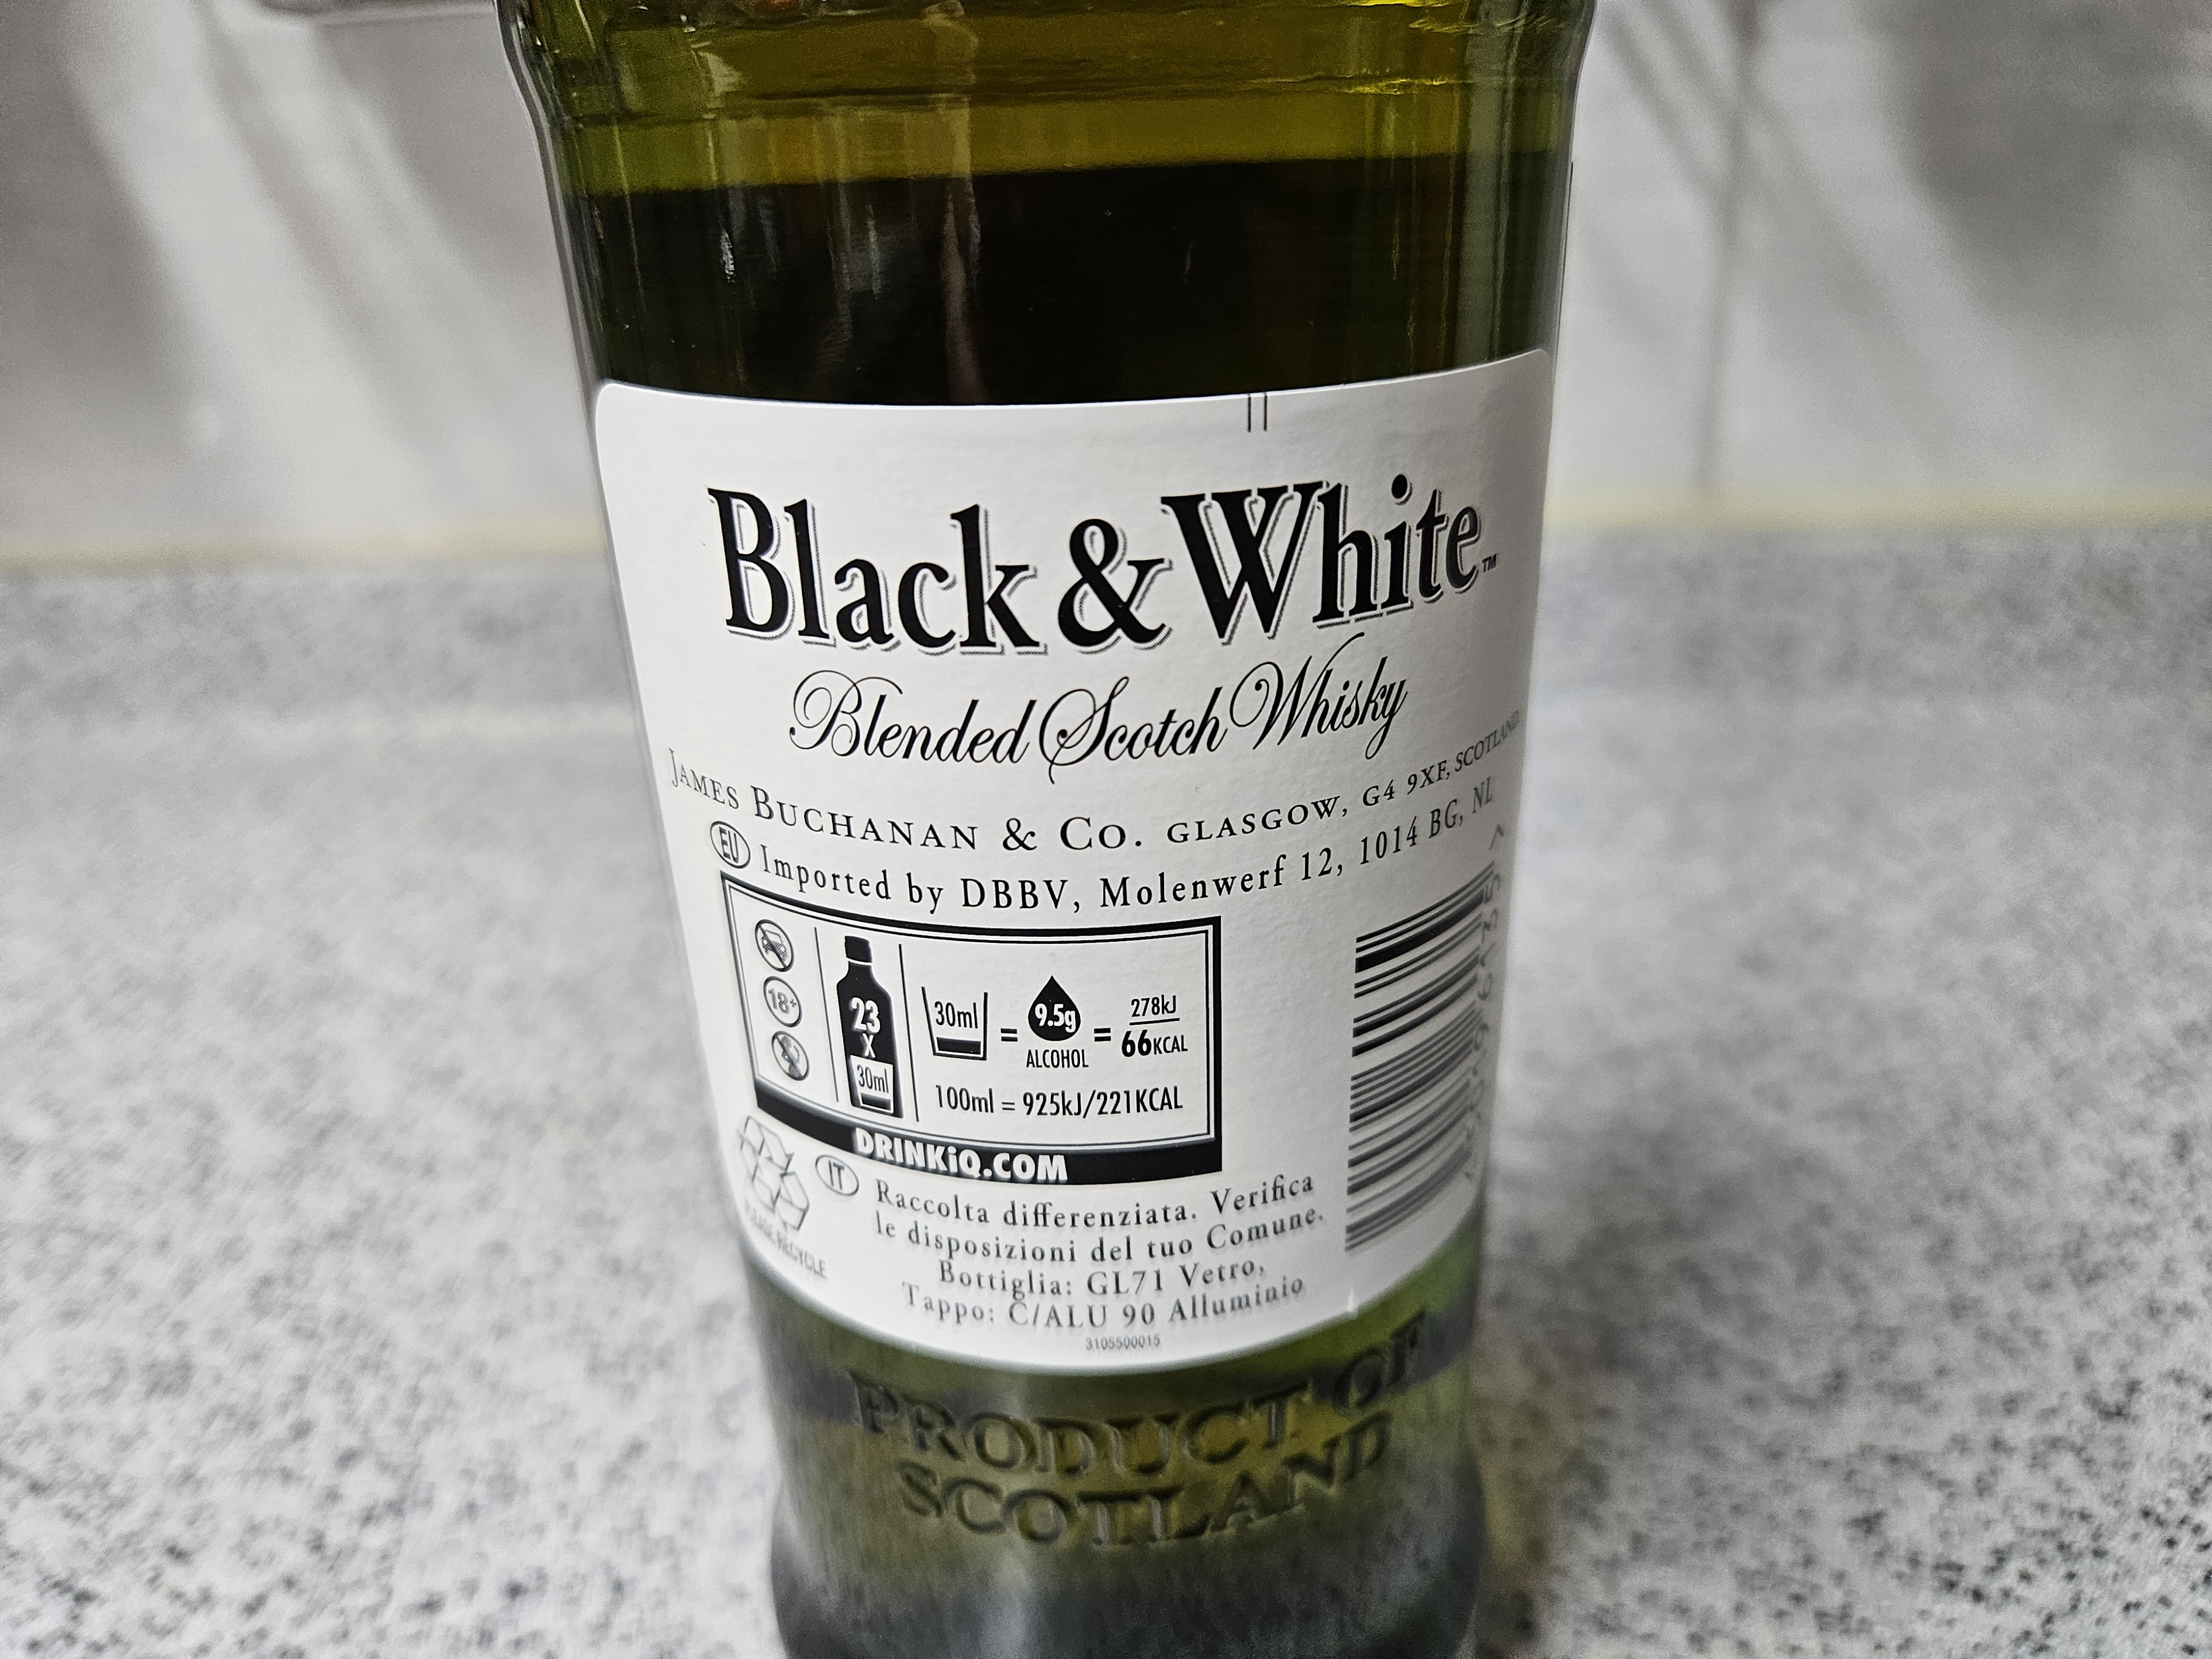 Black & White™
Blended Scotch Whisky
JAMES BUCHANAN & CO. GLASGOW, G4 9XF, SCOTLAND
EU Imported by DBBV, Molenwerf 12, 1014 BG, NL
18+
23
X
30ml
30ml = 9.5g = 278kJ
66KCAL
ALCOHOL
100ml = 925kJ/221KCAL
DRINKiQ.COM
PLEASE RECYCLE
IT Raccolta differenziata. Verifica
le disposizioni del tuo Comune.
Bottiglia: GL71 Vetro,
Tappo: C/ALU 90 Alluminio
3105500015
PRODUCT OF
SCOTLAND